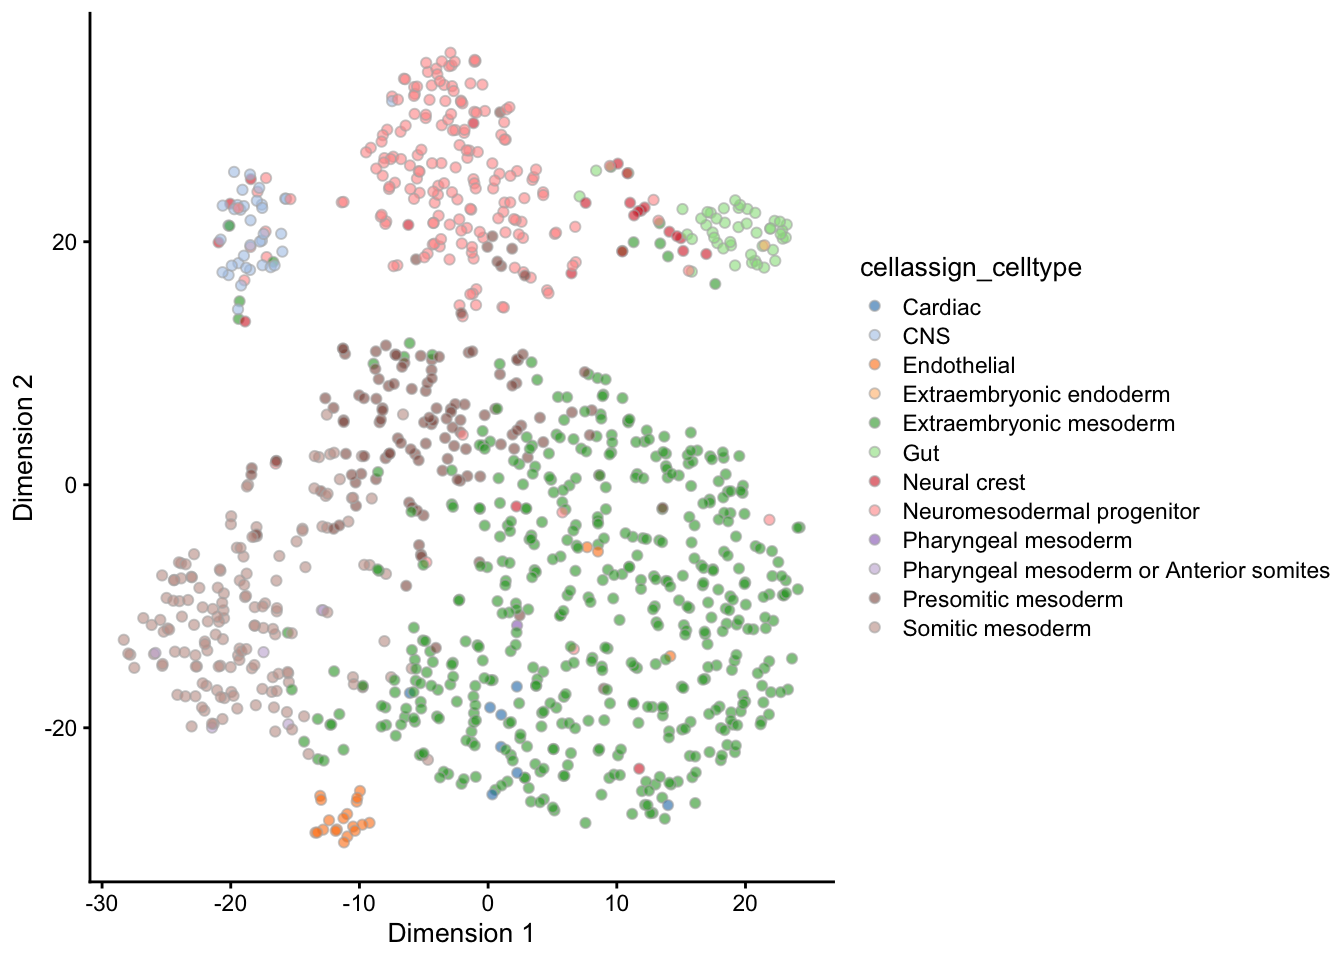 20
0
-20
-30
-20
-10
0
10
20
Dimension 1
Dimension 2
cellassign_celltype
Cardiac
CNS
Endothelial
Extraembryonic endoderm
Extraembryonic mesoderm
Gut
Neural crest
Neuromesodermal progenitor
Pharyngeal mesoderm
Pharyngeal mesoderm or Anterior somites
Presomitic mesoderm
Somitic mesoderm